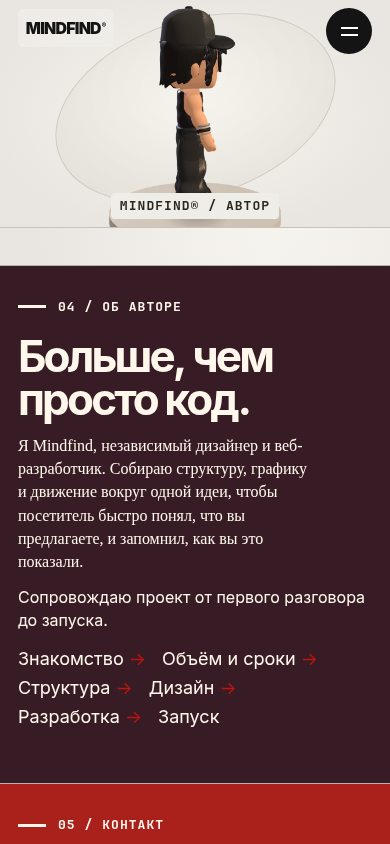 MINDFIND®
MINDFIND® / АВТОР
04 / ОБ АВТОРЕ
Больше, чем
просто код.
Я Mindfind, независимый дизайнер и веб-
разработчик. Собираю структуру, графику
и движение вокруг одной идеи, чтобы
посетитель быстро понял, что вы
предлагаете, и запомнил, как вы это
показали.
Сопровождаю проект от первого разговора
до запуска.
Знакомство → Объём и сроки →
Структура → Дизайн →
Разработка → Запуск
05 / КОНТАКТ